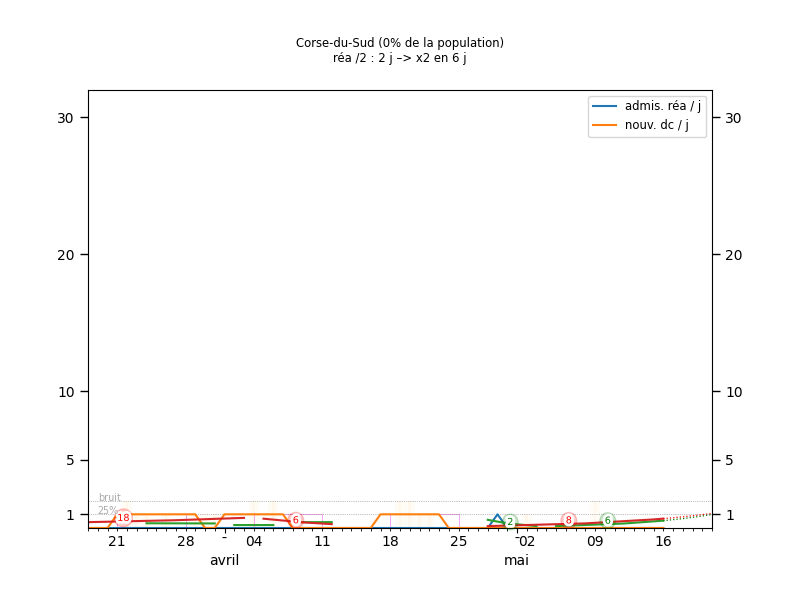 Corse-du-Sud (0% de la population)
réa /2 : 2 j –> x2 en 6 j
admis. réa / j
nouv. dc / j
30 30
20 20
10 10
5 5
bruit
25%
1 18 6 2 8 6 1
21 28 - 04 11 18 25 - 02 09 16
avril mai